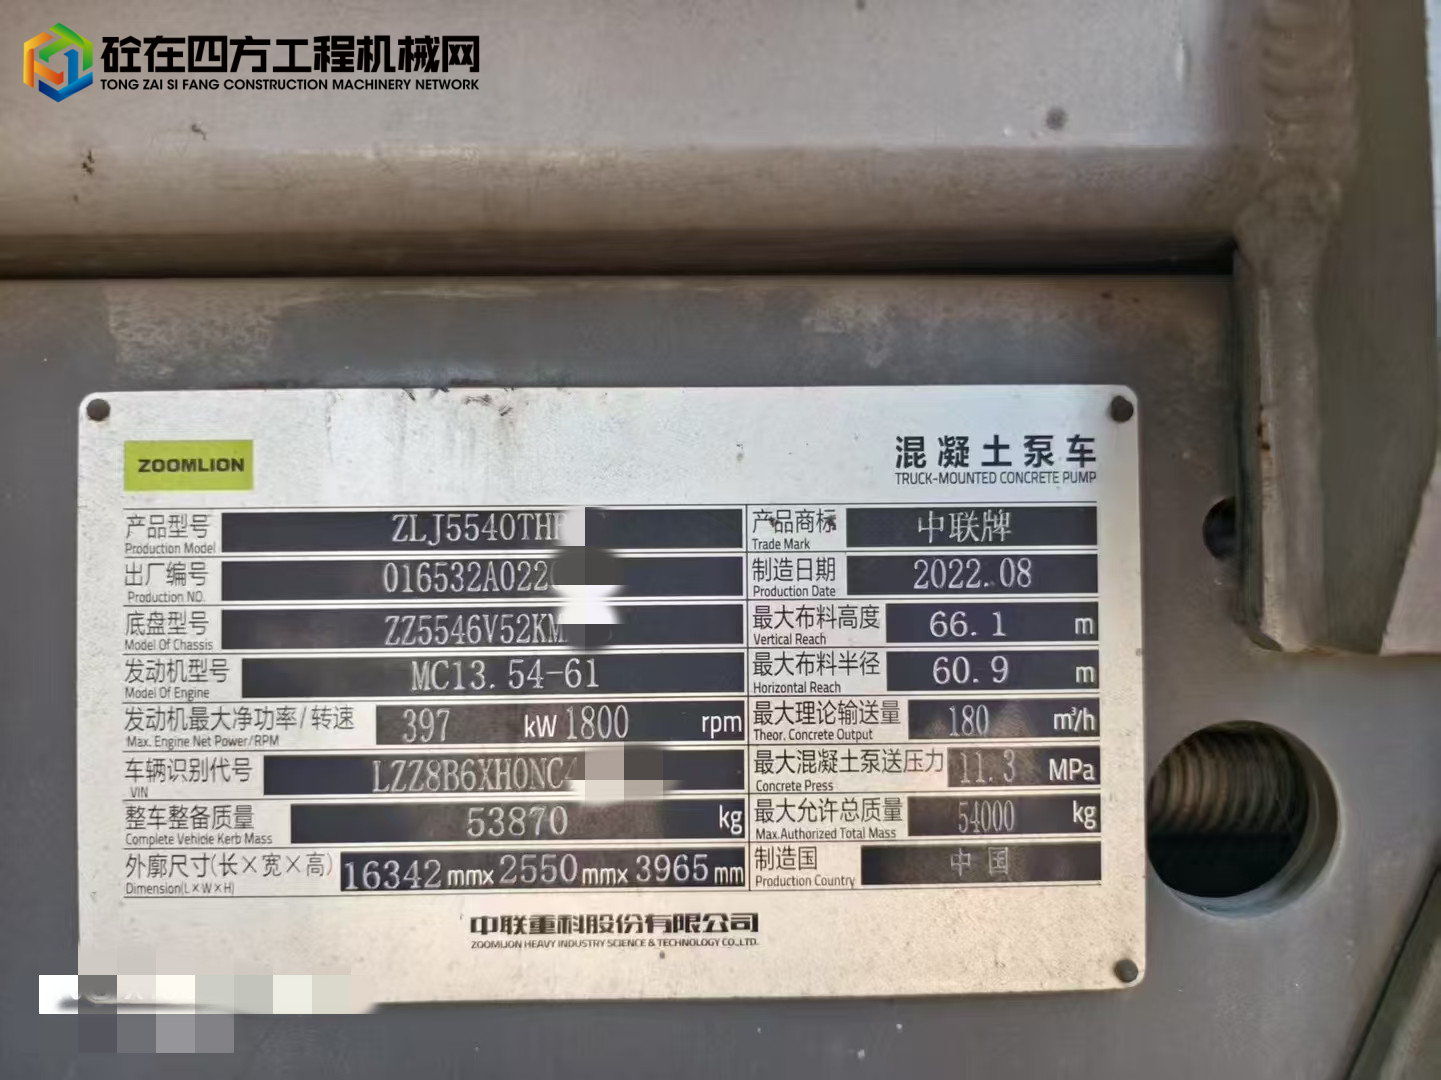 砼在四方工程机械网
TONG ZAI SI FANG CONSTRUCTION MACHINERY NETWORK
ZOOMLION
混凝土泵车
TRUCK-MOUNTED CONCRETE PUMP
产品型号 ZLJ5540TH
Production Model
产品商标 中联牌
Trade Mark
出厂编号 016532A022
Production NO.
制造日期 2022.08
Production Date
底盘型号 ZZ5546V52KM
Model Of Chassis
最大布料高度 66.1 m
Vertical Reach
发动机型号 MC13.54-61
Model Of Engine
最大布料半径 60.9 m
Horizontal Reach
发动机最大净功率/转速 397 kW 1800 rpm
Max. Engine Net Power/RPM
最大理论输送量 180 m³/h
Theor. Concrete Output
车辆识别代号 LZZ8B6XH0NC
VIN
最大混凝土泵送压力 11.3 MPa
Concrete Press
整车整备质量 53870 kg
Complete Vehicle Kerb Mass
最大允许总质量 54000 kg
Max.Authorized Total Mass
外廓尺寸(长×宽×高) 16342 mm x 2550 mm x 3965 mm
Dimension(L×W×H)
制造国 中国
Production Country
中联重科股份有限公司
ZOOMLION HEAVY INDUSTRY SCIENCE & TECHNOLOGY CO.,LTD.